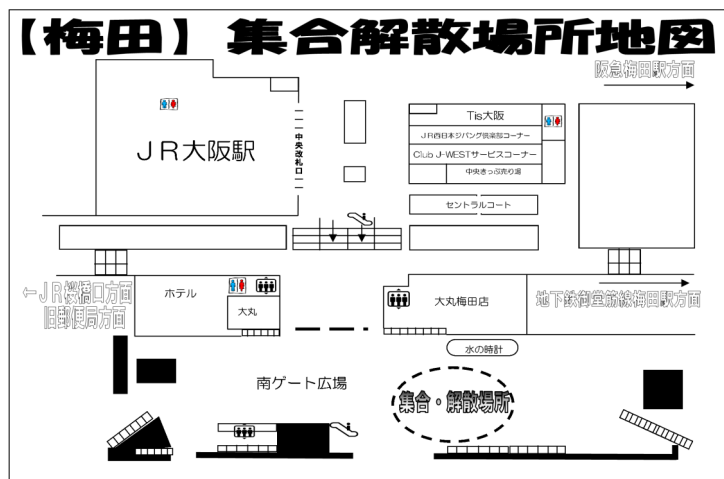 【梅田】集合解散場所地図
阪急梅田駅方面
JR大阪駅
中央改札口
Tis大阪
JR西日本ジパング倶楽部コーナー
Club J-WESTサービスコーナー
中央きっぷ売り場
セントラルコート
←JR桜橋口方面
旧郵便局方面
ホテル
大丸
大丸梅田店
地下鉄御堂筋線梅田駅方面
水の時計
南ゲート広場
集合・解散場所